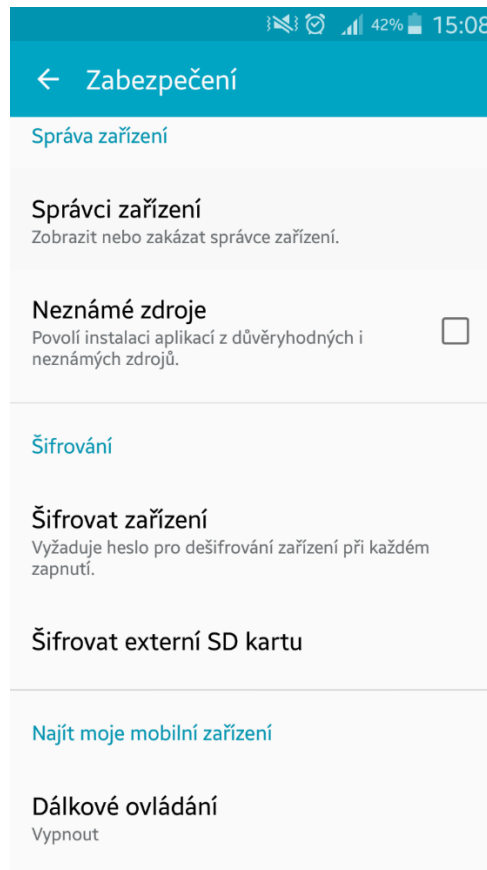 42% 15:08
Zabezpečení
Správa zařízení
Správci zařízení
Zobrazit nebo zakázat správce zařízení.
Neznámé zdroje
Povolí instalaci aplikací z důvěryhodných i
neznámých zdrojů.
Šifrování
Šifrovat zařízení
Vyžaduje heslo pro dešifrování zařízení při každém
zapnutí.
Šifrovat externí SD kartu
Najít moje mobilní zařízení
Dálkové ovládání
Vypnout